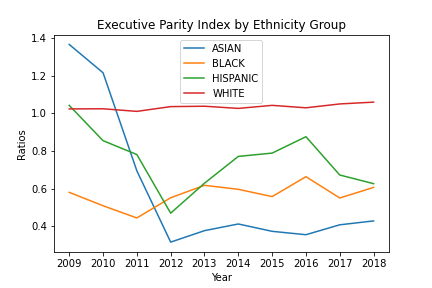 Executive Parity Index by Ethnicity Group
1.4
1.2
1.0
0.8
0.6
0.4
Ratios
ASIAN
BLACK
HISPANIC
WHITE
2009 2010 2011 2012 2013 2014 2015 2016 2017 2018
Year